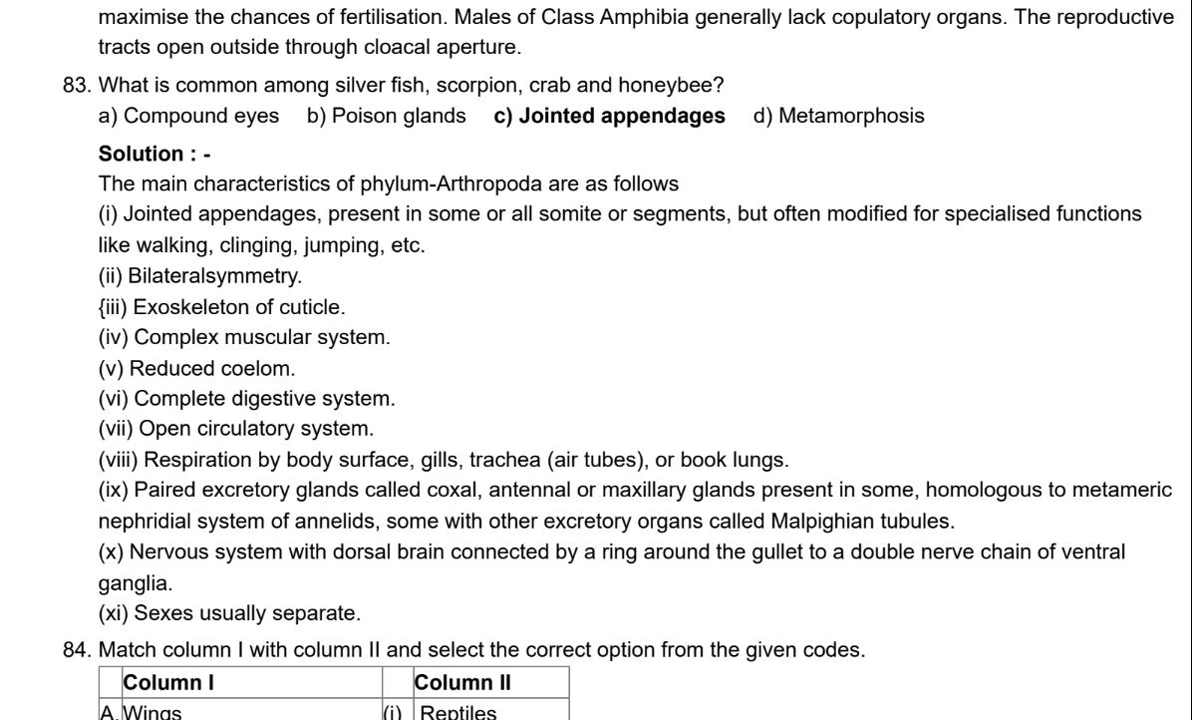 maximise the chances of fertilisation. Males of Class Amphibia generally lack copulatory organs. The reproductive
tracts open outside through cloacal aperture.
83. What is common among silver fish, scorpion, crab and honeybee?
a) Compound eyes b) Poison glands c) Jointed appendages d) Metamorphosis
Solution : -
The main characteristics of phylum-Arthropoda are as follows
(i) Jointed appendages, present in some or all somite or segments, but often modified for specialised functions
like walking, clinging, jumping, etc.
(ii) Bilateralsymmetry.
{iii) Exoskeleton of cuticle.
(iv) Complex muscular system.
(v) Reduced coelom.
(vi) Complete digestive system.
(vii) Open circulatory system.
(viii) Respiration by body surface, gills, trachea (air tubes), or book lungs.
(ix) Paired excretory glands called coxal, antennal or maxillary glands present in some, homologous to metameric
nephridial system of annelids, some with other excretory organs called Malpighian tubules.
(x) Nervous system with dorsal brain connected by a ring around the gullet to a double nerve chain of ventral
ganglia.
(xi) Sexes usually separate.
84. Match column I with column II and select the correct option from the given codes.
Column I Column II
A. Wings (i) Reptiles